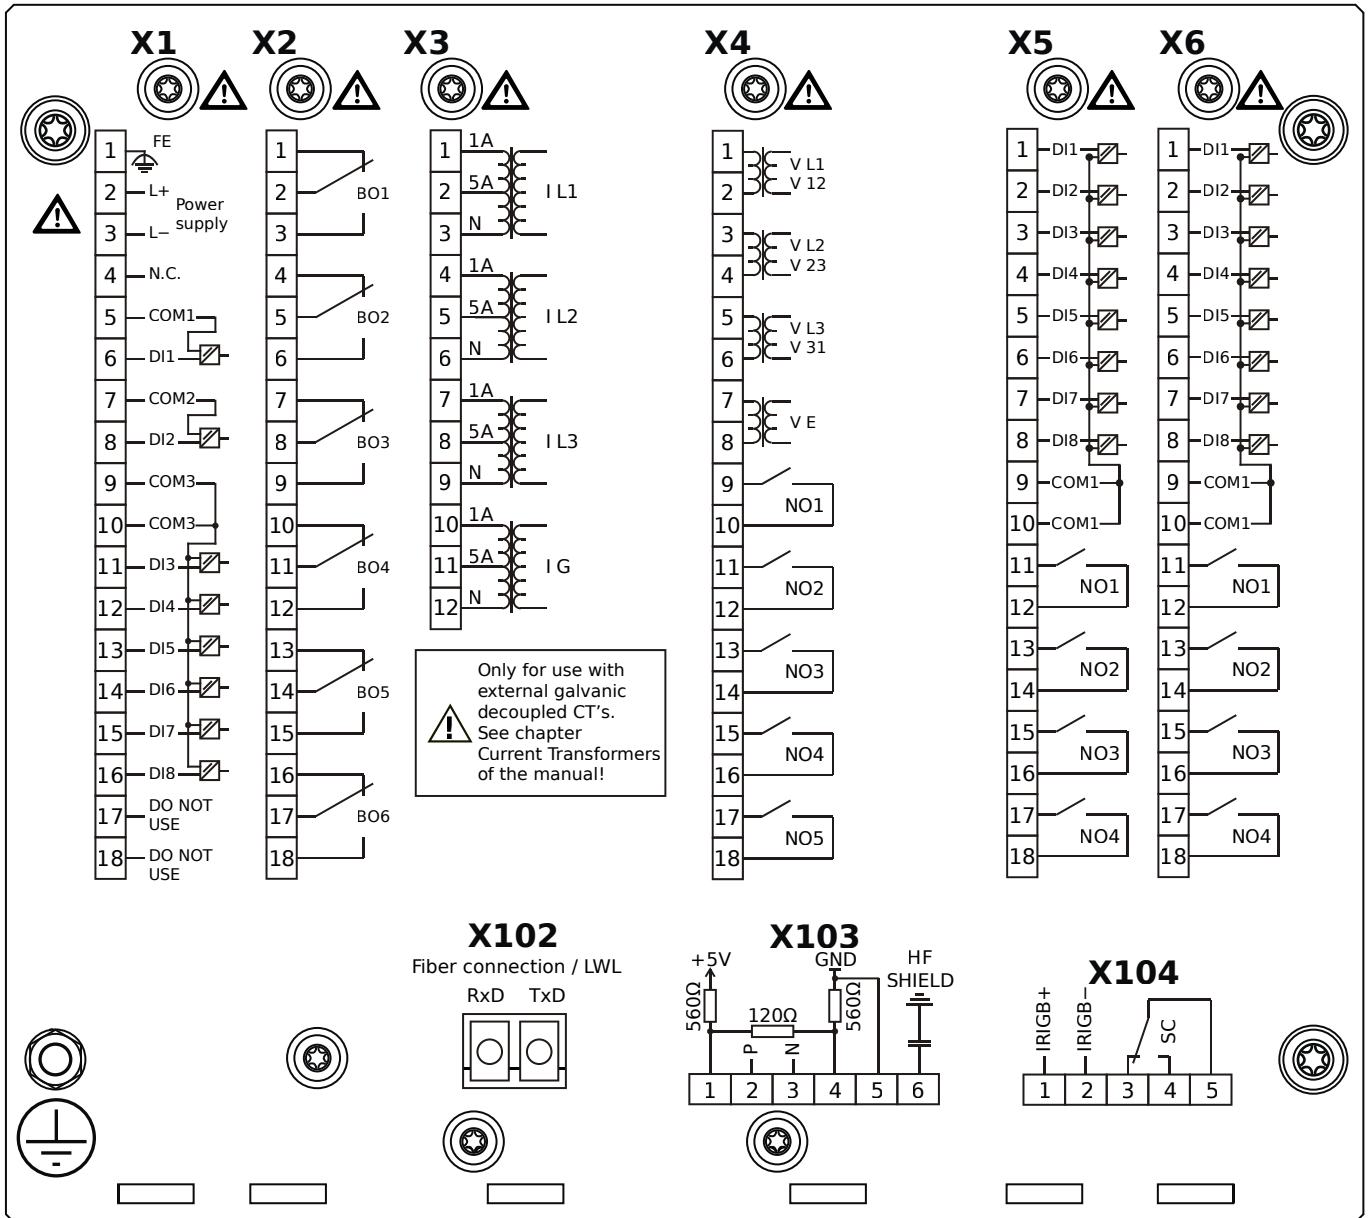 X1 X2 X3 X4 X5 X6
1 FE
2 L+
Power
supply
3 L−
4 N.C.
5 COM1
6 DI1
7 COM2
8 DI2
9 COM3
10 COM3
11 DI3
12 DI4
13 DI5
14 DI6
15 DI7
16 DI8
17 DO NOT
USE
18 DO NOT
USE
1
2 BO1
3
4
5 BO2
6
7
8 BO3
9
10
11 BO4
12
13
14 BO5
15
16
17 BO6
18
1 1A
2 5A I L1
3 N
4 1A
5 5A I L2
6 N
7 1A
8 5A I L3
9 N
10 1A
11 5A I G
12 N
Only for use with
external galvanic
decoupled CT's.
See chapter
Current Transformers
of the manual!
1 V L1
2 V 12
3 V L2
4 V 23
5 V L3
6 V 31
7
V E
8
9
NO1
10
11
NO2
12
13
NO3
14
15
NO4
16
17
NO5
18
1 DI1
2 DI2
3 DI3
4 DI4
5 DI5
6 DI6
7 DI7
8 DI8
9 COM1
10 COM1
11
NO1
12
13
NO2
14
15
NO3
16
17
NO4
18
1 DI1
2 DI2
3 DI3
4 DI4
5 DI5
6 DI6
7 DI7
8 DI8
9 COM1
10 COM1
11
NO1
12
13
NO2
14
15
NO3
16
17
NO4
18
X102
Fiber connection / LWL
RxD TxD
X103
+5V GND HF
SHIELD
560Ω 120Ω 560Ω
P N
1 2 3 4 5 6
X104
IRIGB+ IRIGB− SC
1 2 3 4 5